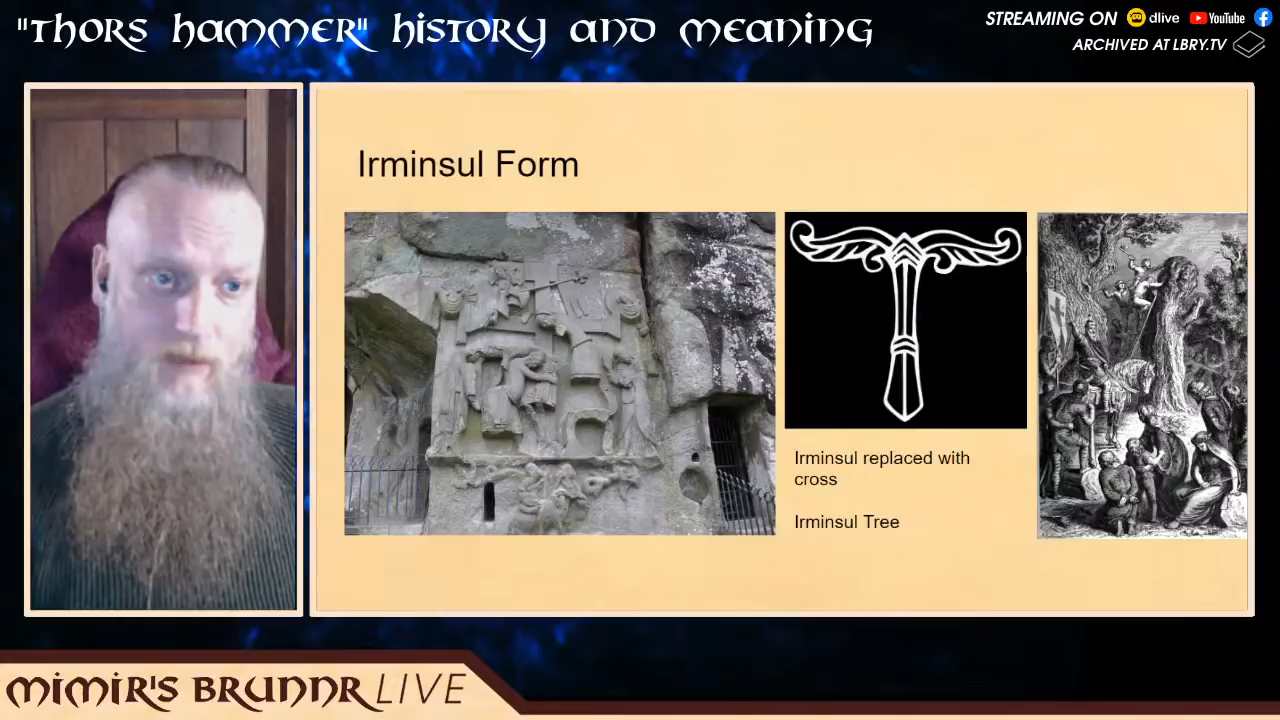 "Thors Hammer" History and Meaning
STREAMING ON dlive YouTube
ARCHIVED AT LBRY.TV
Irminsul Form
Irminsul replaced with
cross
Irminsul Tree
Mimir's Brunnr LIVE